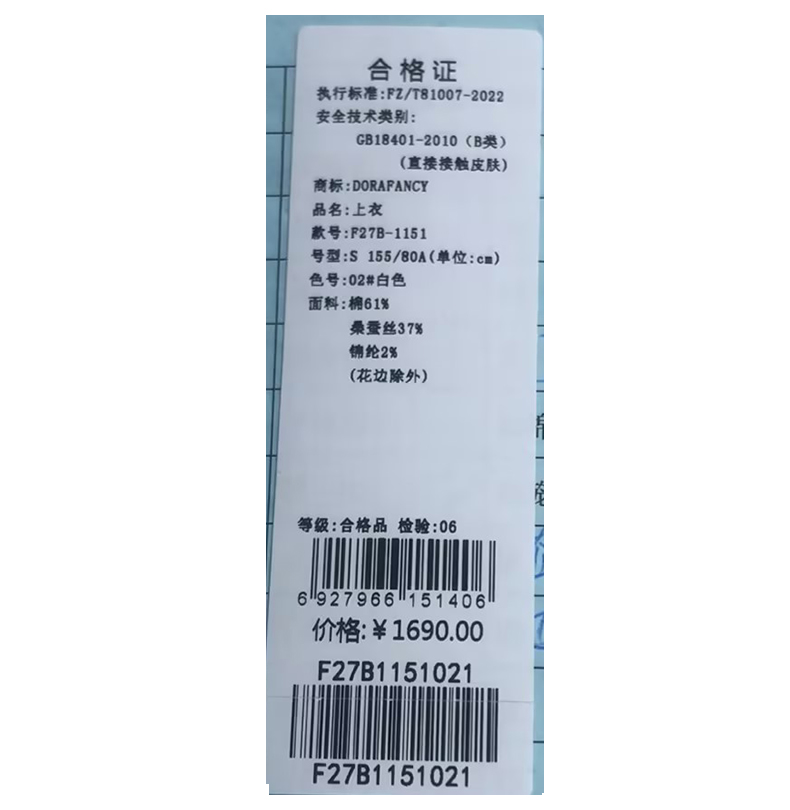 合格证
执行标准:FZ/T81007-2022
安全技术类别:
GB18401-2010（B类）
(直接接触皮肤)
商标:DORAFANCY
品名:上衣
款号:F27B-1151
号型:S 155/80A(单位:cm)
色号:02#白色
面料:棉61%
桑蚕丝37%
锦纶2%
(花边除外)
等级:合格品 检验:06
6 927966 151406
价格:￥1690.00
F27B1151021
F27B1151021